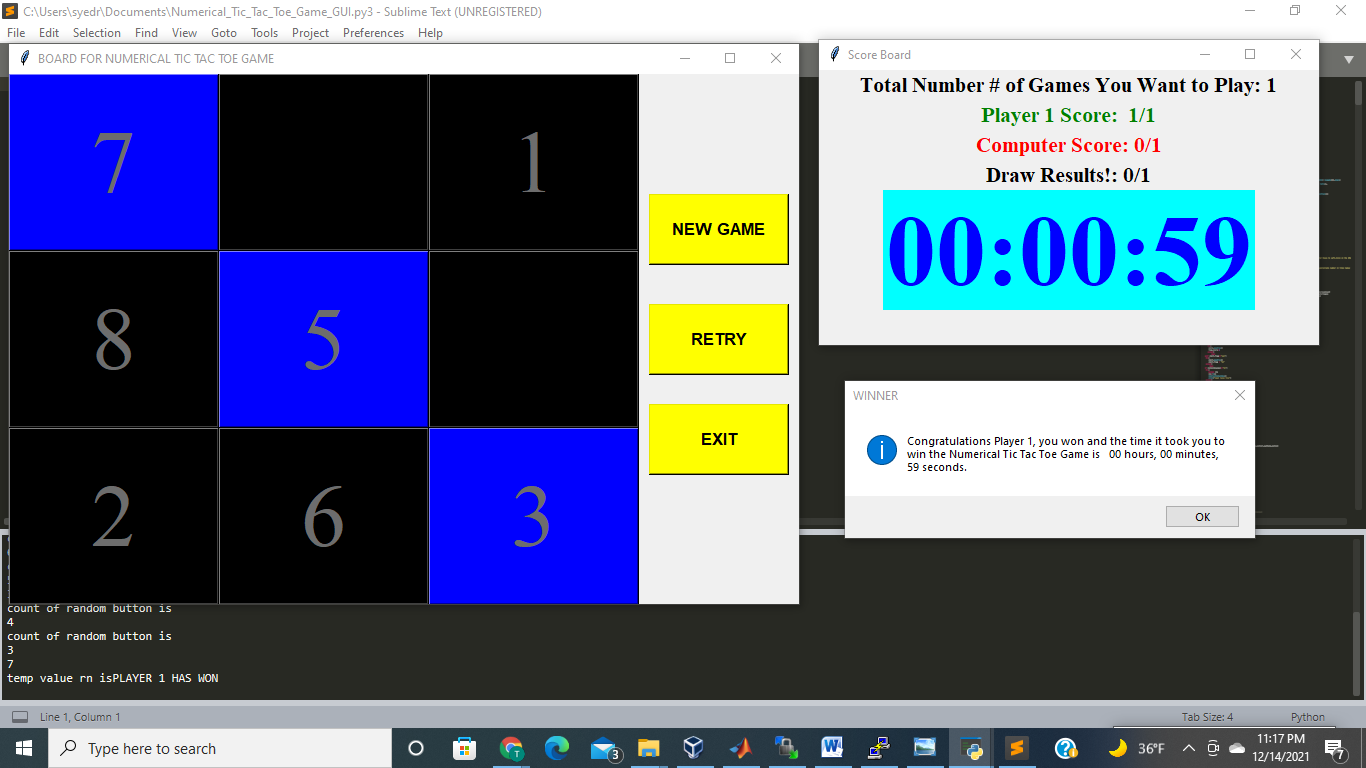 C:\Users\syedr\Documents\Numerical_Tic_Tac_Toe_Game_GUI.py3 - Sublime Text (UNREGISTERED)
File Edit Selection Find View Goto Tools Project Preferences Help
BOARD FOR NUMERICAL TIC TAC TOE GAME
7 1
8 5
2 6 3
NEW GAME
RETRY
EXIT
Score Board
Total Number # of Games You Want to Play: 1
Player 1 Score: 1/1
Computer Score: 0/1
Draw Results!: 0/1
00:00:59
WINNER
Congratulations Player 1, you won and the time it took you to
win the Numerical Tic Tac Toe Game is 00 hours, 00 minutes,
59 seconds.
OK
count of random button is
4
count of random button is
3
7
temp value rn isPLAYER 1 HAS WON
Line 1, Column 1
Tab Size: 4 Python
Type here to search
3
36°F
11:17 PM
12/14/2021
7